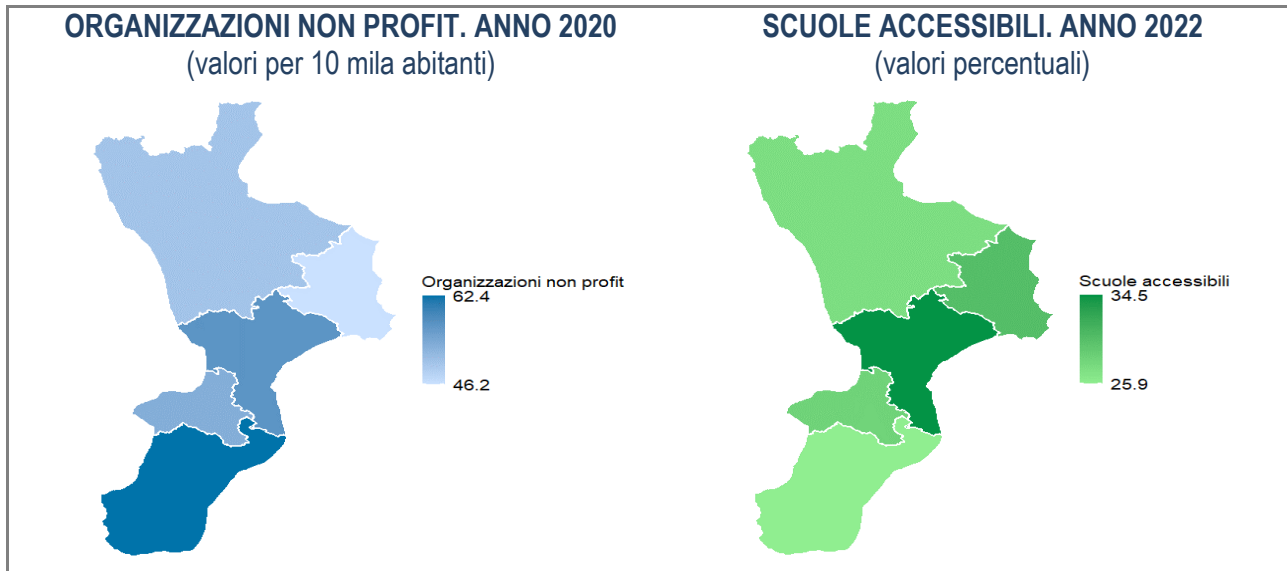 ORGANIZZAZIONI NON PROFIT. ANNO 2020
(valori per 10 mila abitanti)
Organizzazioni non profit
62.4
46.2
SCUOLE ACCESSIBILI. ANNO 2022
(valori percentuali)
Scuole accessibili
34.5
25.9